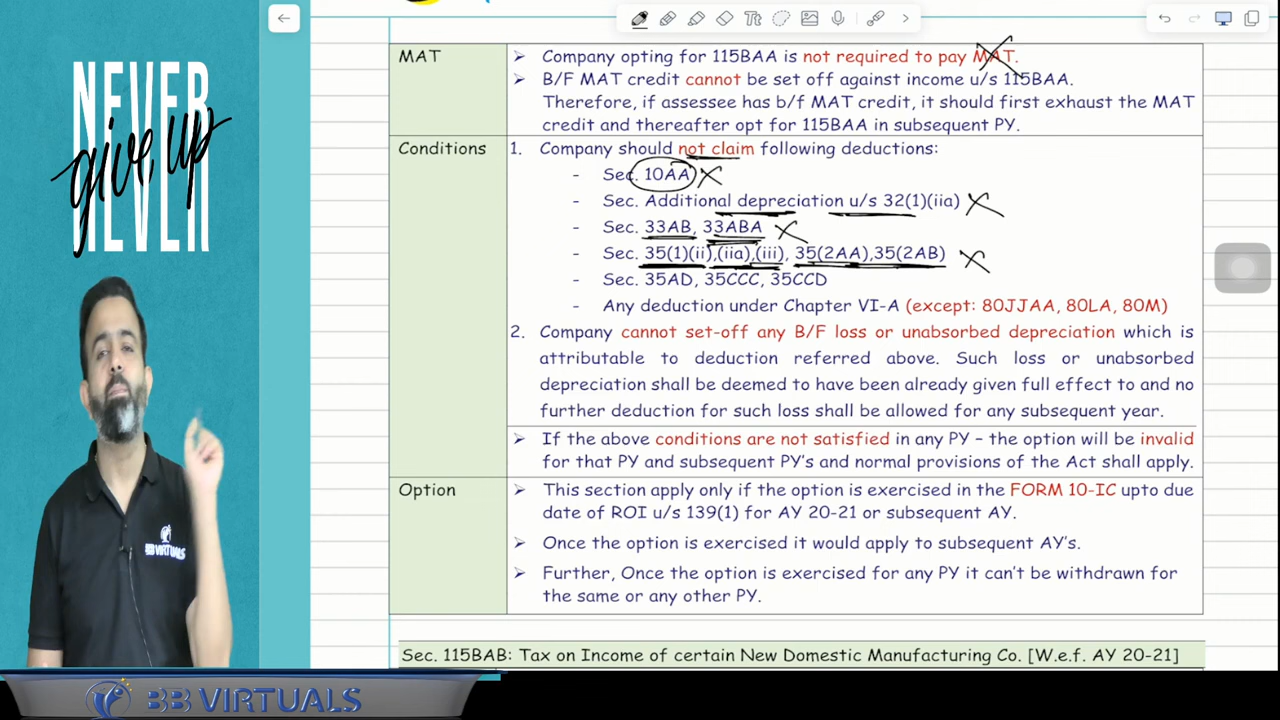 NEVER
give up
NEVER
MAT
Company opting for 115BAA is not required to pay MAT.
B/F MAT credit cannot be set off against income u/s 115BAA.
Therefore, if assessee has b/f MAT credit, it should first exhaust the MAT
credit and thereafter opt for 115BAA in subsequent PY.
Conditions
1. Company should not claim following deductions:
- Sec. 10AA
- Sec. Additional depreciation u/s 32(1)(iia)
- Sec. 33AB, 33ABA
- Sec. 35(1)(ii),(iia),(iii), 35(2AA),35(2AB)
- Sec. 35AD, 35CCC, 35CCD
- Any deduction under Chapter VI-A (except: 80JJAA, 80LA, 80M)
2. Company cannot set-off any B/F loss or unabsorbed depreciation which is
attributable to deduction referred above. Such loss or unabsorbed
depreciation shall be deemed to have been already given full effect to and no
further deduction for such loss shall be allowed for any subsequent year.
If the above conditions are not satisfied in any PY – the option will be invalid
for that PY and subsequent PY's and normal provisions of the Act shall apply.
Option
This section apply only if the option is exercised in the FORM 10-IC upto due
date of ROI u/s 139(1) for AY 20-21 or subsequent AY.
Once the option is exercised it would apply to subsequent AY's.
Further, Once the option is exercised for any PY it can't be withdrawn for
the same or any other PY.
Sec. 115BAB: Tax on Income of certain New Domestic Manufacturing Co. [W.e.f. AY 20-21]
BB VIRTUALS
BB VIRTUALS